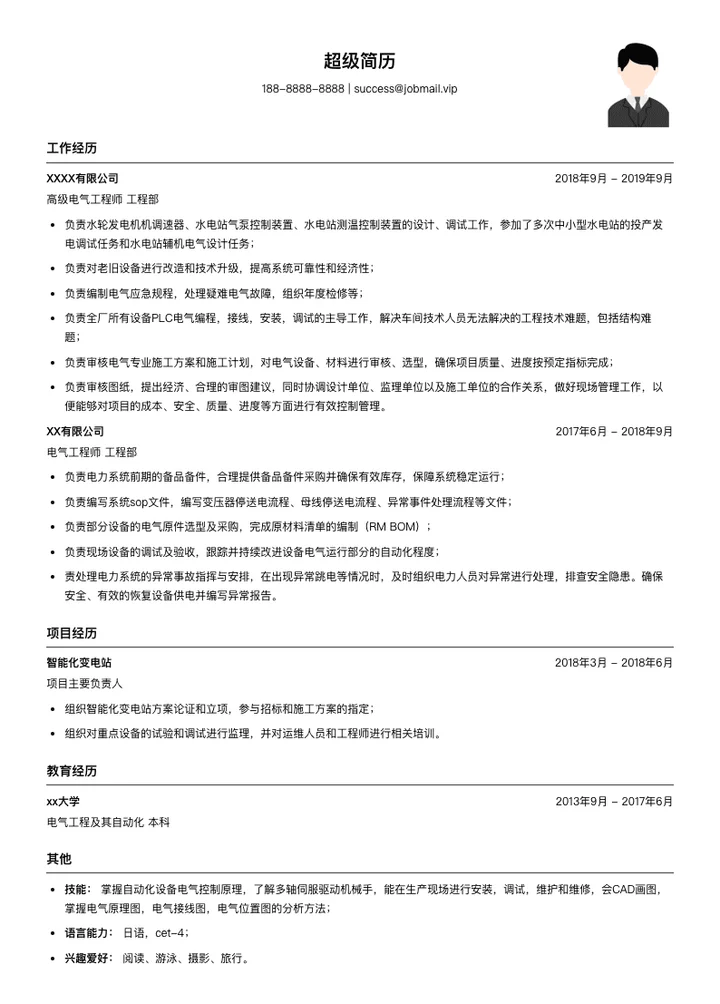 超级简历
188-8888-8888 | success@jobmail.vip
工作经历
XXXX有限公司 2018年9月 – 2019年9月
高级电气工程师 工程部
• 负责水轮发电机机调速器、水电站气泵控制装置、水电站测温控制装置的设计、调试工作，参加了多次中小型水电站的投产发
电调试任务和水电站辅机电气设计任务；
• 负责对老旧设备进行改造和技术升级，提高系统可靠性和经济性；
• 负责编制电气应急规程，处理疑难电气故障，组织年度检修等；
• 负责全厂所有设备PLC电气编程，接线，安装，调试的主导工作，解决车间技术人员无法解决的工程技术难题，包括结构难
题；
• 负责审核电气专业施工方案和施工计划，对电气设备、材料进行审核、选型，确保项目质量、进度按预定指标完成；
• 负责审核图纸，提出经济、合理的审图建议，同时协调设计单位、监理单位以及施工单位的合作关系，做好现场管理工作，以
便能够对项目的成本、安全、质量、进度等方面进行有效控制管理。
XX有限公司 2017年6月 – 2018年9月
电气工程师 工程部
• 负责电力系统前期的备品备件，合理提供备品备件采购并确保有效库存，保障系统稳定运行；
• 负责编写系统sop文件，编写变压器停送电流程、母线停送电流程、异常事件处理流程等文件；
• 负责部分设备的电气原件选型及采购，完成原材料清单的编制（RM BOM）；
• 负责现场设备的调试及验收，跟踪并持续改进设备电气运行部分的自动化程度；
• 责处理电力系统的异常事故指挥与安排，在出现异常跳电等情况时，及时组织电力人员对异常进行处理，排查安全隐患。确保
安全、有效的恢复设备供电并编写异常报告。
项目经历
智能化变电站 2018年3月 – 2018年6月
项目主要负责人
• 组织智能化变电站方案论证和立项，参与招标和施工方案的指定；
• 组织对重点设备的试验和调试进行监理，并对运维人员和工程师进行相关培训。
教育经历
xx大学 2013年9月 – 2017年6月
电气工程及其自动化 本科
其他
• 技能： 掌握自动化设备电气控制原理，了解多轴伺服驱动机械手，能在生产现场进行安装，调试，维护和维修，会CAD画图，
掌握电气原理图，电气接线图，电气位置图的分析方法；
• 语言能力： 日语，cet-4；
• 兴趣爱好： 阅读、游泳、摄影、旅行。